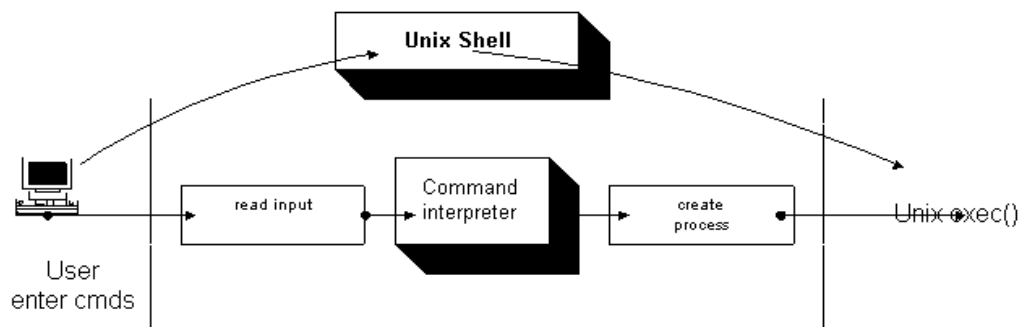 Unix Shell
read input
Command
interpreter
create
process
Unix exec()
User
enter cmds